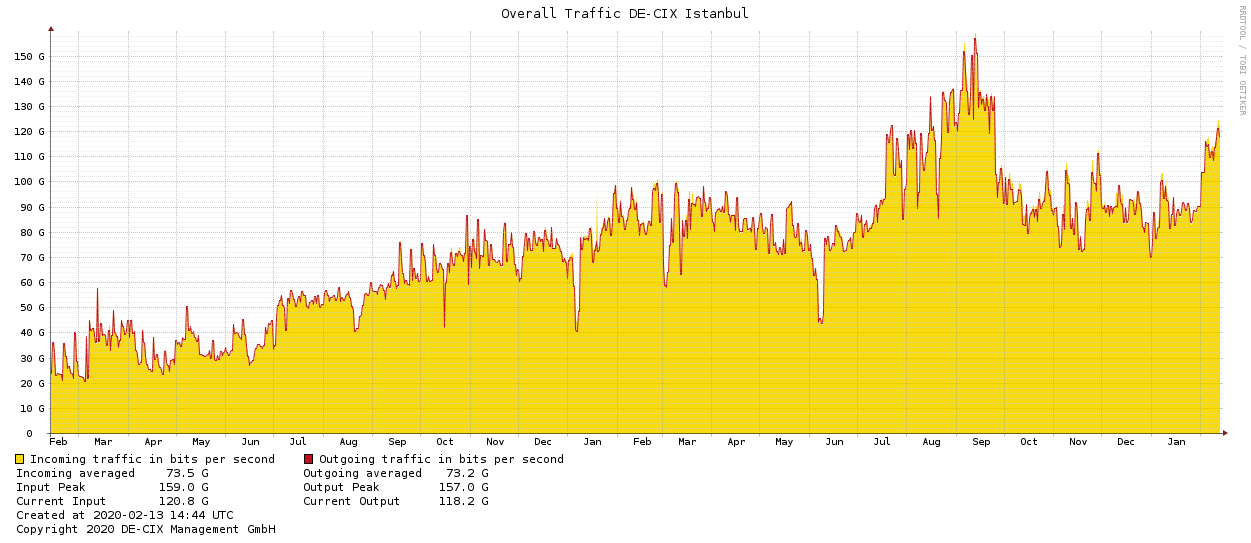 Overall Traffic DE-CIX Istanbul
RRDTOOL / TOBI OETIKER
150 G
140 G
130 G
120 G
110 G
100 G
90 G
80 G
70 G
60 G
50 G
40 G
30 G
20 G
10 G
0
Feb Mar Apr May Jun Jul Aug Sep Oct Nov Dec Jan Feb Mar Apr May Jun Jul Aug Sep Oct Nov Dec Jan
Incoming traffic in bits per second Outgoing traffic in bits per second
Incoming averaged 73.5 G Outgoing averaged 73.2 G
Input Peak 159.0 G Output Peak 157.0 G
Current Input 120.8 G Current Output 118.2 G
Created at 2020-02-13 14:44 UTC
Copyright 2020 DE-CIX Management GmbH